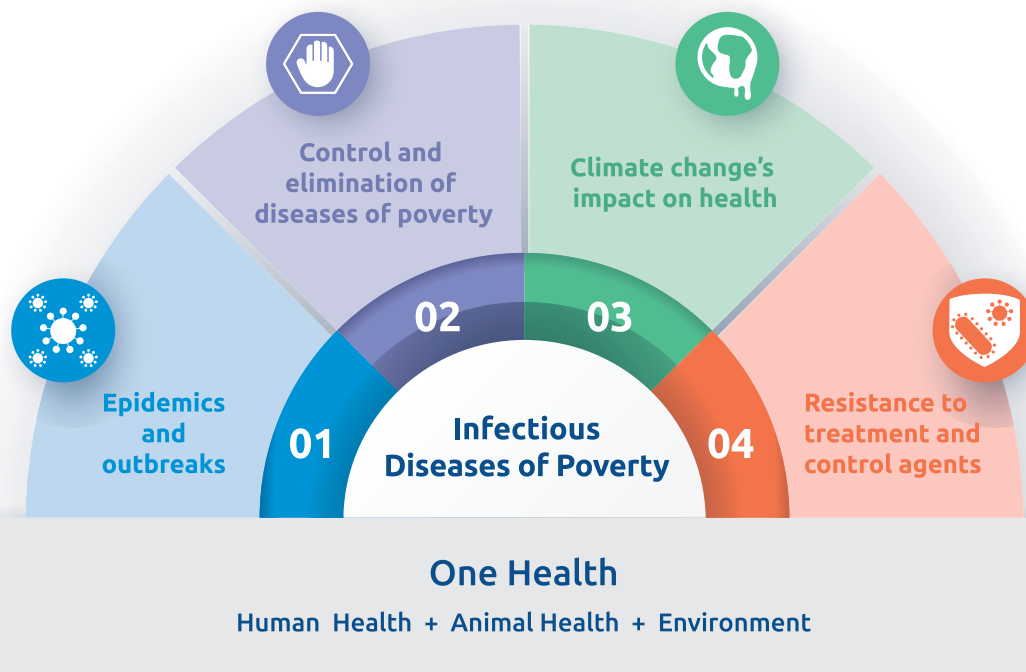 Control and
elimination of
diseases of poverty
Climate change's
impact on health
02
03
Epidemics
and
outbreaks
01
Infectious
Diseases of Poverty
04
Resistance to
treatment and
control agents
One Health
Human Health + Animal Health + Environment